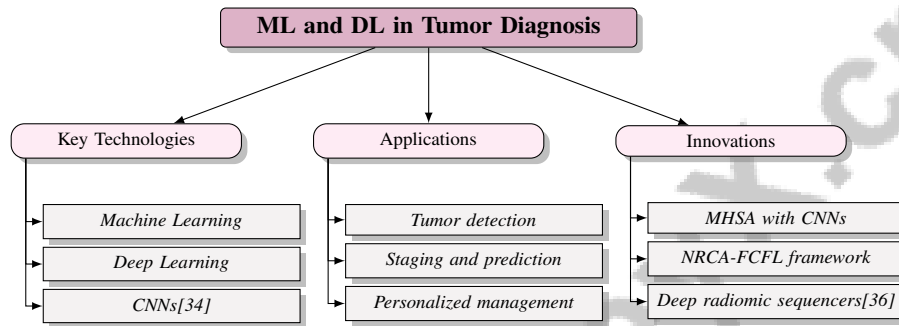 ML and DL in Tumor Diagnosis
Key Technologies
Machine Learning
Deep Learning
CNNs[34]
Applications
Tumor detection
Staging and prediction
Personalized management
Innovations
MHSA with CNNs
NRCA-FCFL framework
Deep radiomic sequencers[36]